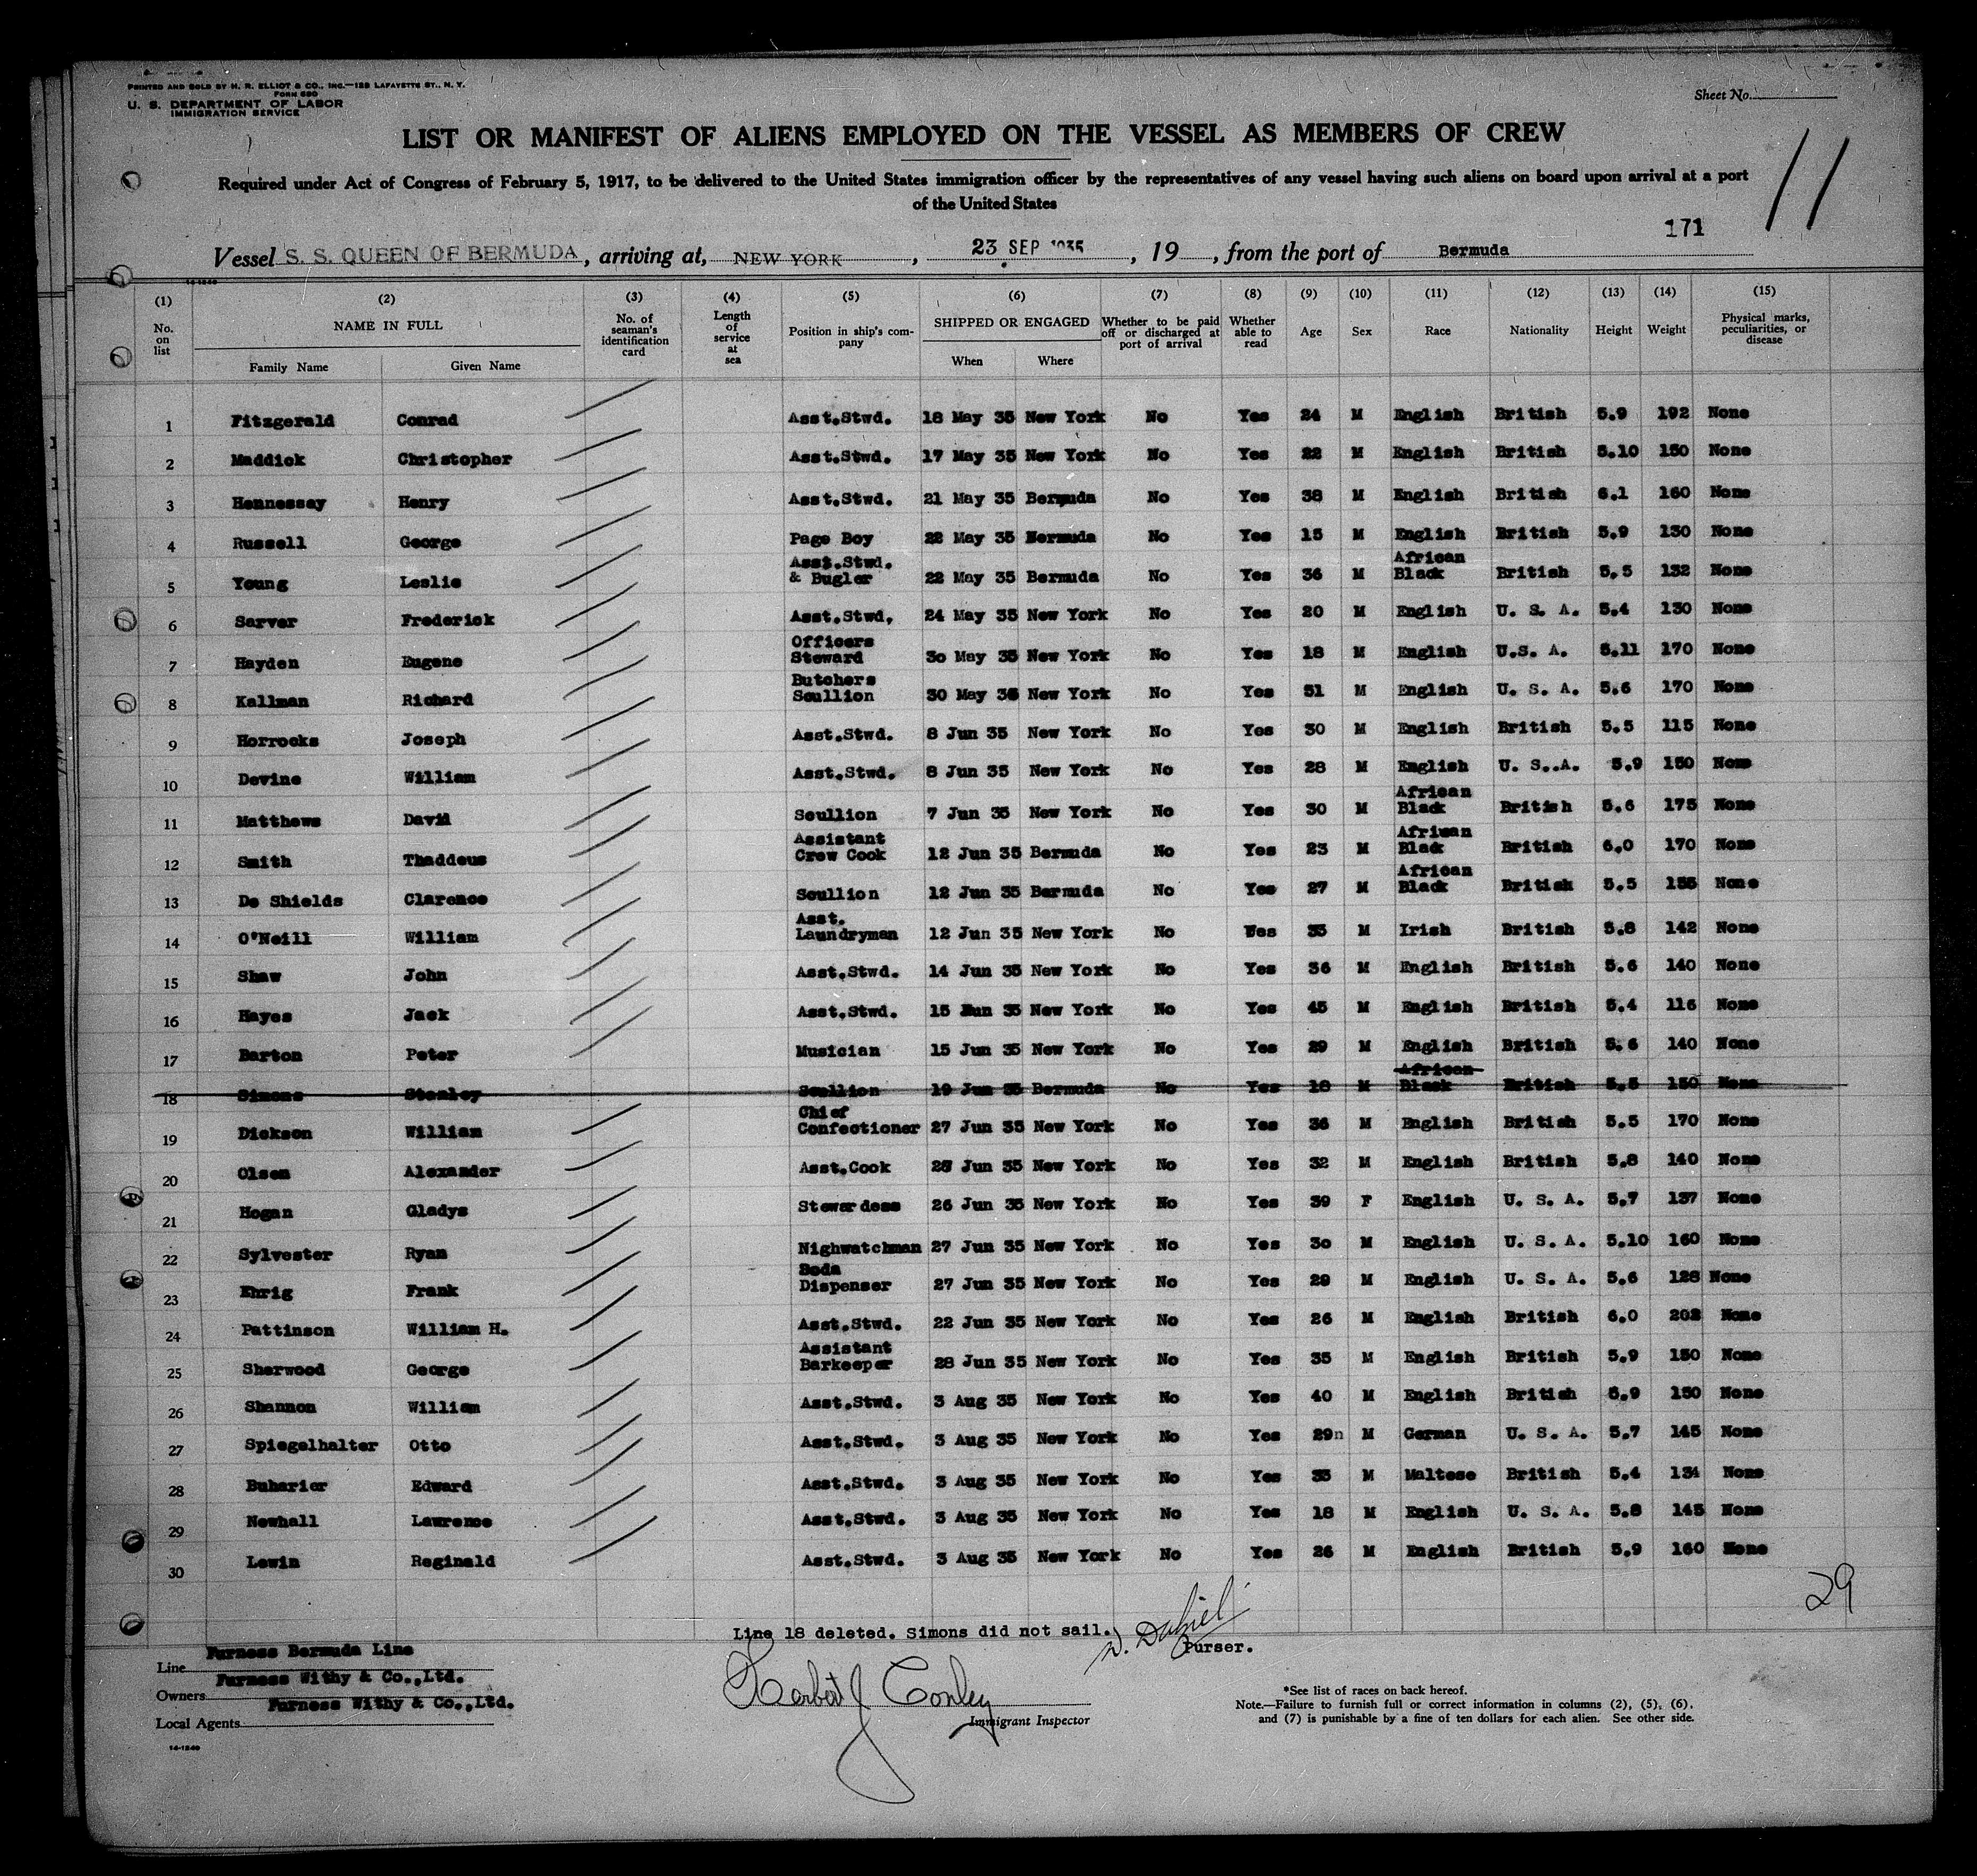 PRINTED AND SOLD BY H. R. ELLIOT & CO., INC.—122 LAFAYETTE ST., N. Y.
FORM 630
U. S. DEPARTMENT OF LABOR
IMMIGRATION SERVICE
Sheet No.
LIST OR MANIFEST OF ALIENS EMPLOYED ON THE VESSEL AS MEMBERS OF CREW
11
Required under Act of Congress of February 5, 1917, to be delivered to the United States immigration officer by the representatives of any vessel having such aliens on board upon arrival at a port
of the United States
171
Vessel S. S. QUEEN OF BERMUDA, arriving at, NEW YORK, 23 SEP 1935, 19 , from the port of Bermuda
14-1240
(1) (2) (3) (4) (5) (6) (7) (8) (9) (10) (11) (12) (13) (14) (15)
No. on list NAME IN FULL Family Name Given Name No. of seaman's identification card Length of service at sea Position in ship's company SHIPPED OR ENGAGED When Where Whether to be paid off or discharged at port of arrival Whether able to read Age Sex Race Nationality Height Weight Physical marks, peculiarities, or disease
1 Fitzgerald Conrad Asst.Stwd. 18 May 35 New York No Yes 24 M English British 5.9 192 None
2 Maddick Christopher Asst.Stwd. 17 May 35 New York No Yes 22 M English British 5.10 150 None
3 Hennessay Henry Asst.Stwd. 21 May 35 Bermuda No Yes 38 M English British 6.1 160 None
4 Russell George Page Boy 22 May 35 Bermuda No Yes 15 M English British 5.9 130 None
5 Young Leslie Asst.Stwd. & Bugler 22 May 35 Bermuda No Yes 36 M African Black British 5.5 132 None
6 Sarver Frederick Asst.Stwd. 24 May 35 New York No Yes 20 M English U. S. A. 5.4 130 None
7 Hayden Eugene Officers Steward 30 May 35 New York No Yes 18 M English U.S. A. 5.11 170 None
8 Kallman Richard Butchers Scullion 30 May 35 New York No Yes 51 M English U. S. A. 5.6 170 None
9 Horrocks Joseph Asst.Stwd. 8 Jun 35 New York No Yes 30 M English British 5.5 115 None
10 Devine William Asst.Stwd. 8 Jun 35 New York No Yes 28 M English U. S..A. 5.9 150 None
11 Matthews David Scullion 7 Jun 35 New York No Yes 30 M African Black British 5.6 175 None
12 Smith Thaddeus Assistant Crew Cook 12 Jun 35 Bermuda No Yes 23 M African Black British 6.0 170 None
13 De Shields Clarence Scullion 12 Jun 35 Bermuda No Yes 27 M African Black British 5.5 155 None
14 O'Neill William Asst. Laundryman 12 Jun 35 New York No Yes 35 M Irish British 5.8 142 None
15 Shaw John Asst.Stwd. 14 Jun 35 New York No Yes 36 M English British 5.6 140 None
16 Hayes Jack Asst.Stwd. 15 Jun 35 New York No Yes 45 M English British 5.4 116 None
17 Barton Peter Musician 15 Jun 35 New York No Yes 29 M English British 5.6 140 None
18 Simons Stanley Scullion 19 Jun 35 Bermuda No Yes 18 M African Black British 5.5 150 None
19 Dickson William Chief Confectioner 27 Jun 35 New York No Yes 36 M English British 5.5 170 None
20 Olsen Alexander Asst.Cook Jun 35 New York No Yes 32 M English British 5.8 140 None
21 Hogan Gladys Stewardess 26 Jun 35 New York No Yes 39 F English U. S. A. 5.7 137 None
22 Sylvester Ryan Nighwatchman 27 Jun 35 New York No Yes 30 M English U. S. A. 5.10 160 None
23 Ehrig Frank Soda Dispenser 27 Jun 35 New York No Yes 29 M English U. S. A. 5.6 128 None
24 Pattinson William H. Asst.Stwd. 22 Jun 35 New York No Yes 26 M English British 6.0 202 None
25 Sherwood George Assistant Barkeeper 28 Jun 35 New York No Yes 35 M English British 5.9 150 None
26 Shannon William Asst.Stwd. 3 Aug 35 New York No Yes 40 M English British 5.9 150 None
27 Spiegelhalter Otto Asst.Stwd. 3 Aug 35 New York No Yes 29n M German U. S. A. 5.7 145 None
28 Buharier Edward Asst.Stwd. 3 Aug 35 New York No Yes 35 M Maltese British 5.4 134 None
29 Newhall Lawrence Asst.Stwd. 3 Aug 35 New York No Yes 18 M English U. S. A. 5.8 145 None
30 Lewin Reginald Asst.Stwd. 3 Aug 35 New York No Yes 26 M English British 5.9 160 None
29
Line 18 deleted. Simons did not sail.
Purser.
Line Furness Bermuda Line
Owners Furness Withy & Co.,Ltd.
Local Agents Furness Withy & Co.,Ltd.
Herbert J Conley
Immigrant Inspector
*See list of races on back hereof.
Note.—Failure to furnish full or correct information in columns (2), (5), (6),
and (7) is punishable by a fine of ten dollars for each alien. See other side.
14-1240